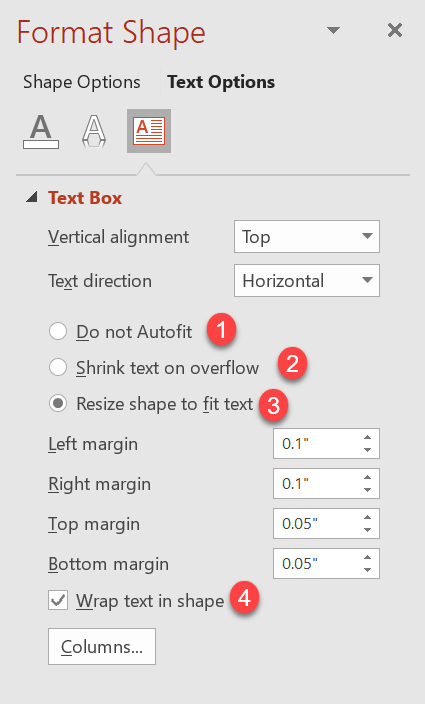 Format Shape
Shape Options Text Options
A A A
Text Box
Vertical alignment Top
Text direction Horizontal
Do not Autofit 1
Shrink text on overflow 2
Resize shape to fit text 3
Left margin 0.1"
Right margin 0.1"
Top margin 0.05"
Bottom margin 0.05"
Wrap text in shape 4
Columns...